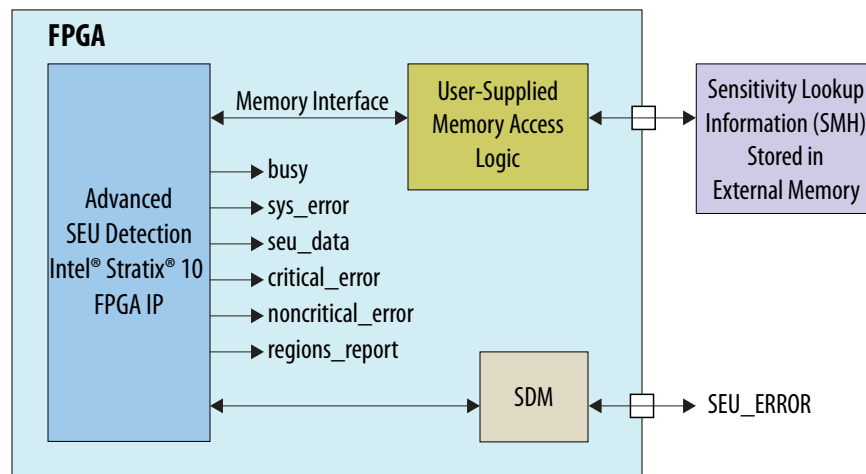 FPGA
Advanced
SEU Detection
Intel® Stratix® 10
FPGA IP
Memory Interface
busy
sys_error
seu_data
critical_error
noncritical_error
regions_report
User-Supplied
Memory Access
Logic
Sensitivity Lookup
Information (SMH)
Stored in
External Memory
SDM
SEU_ERROR